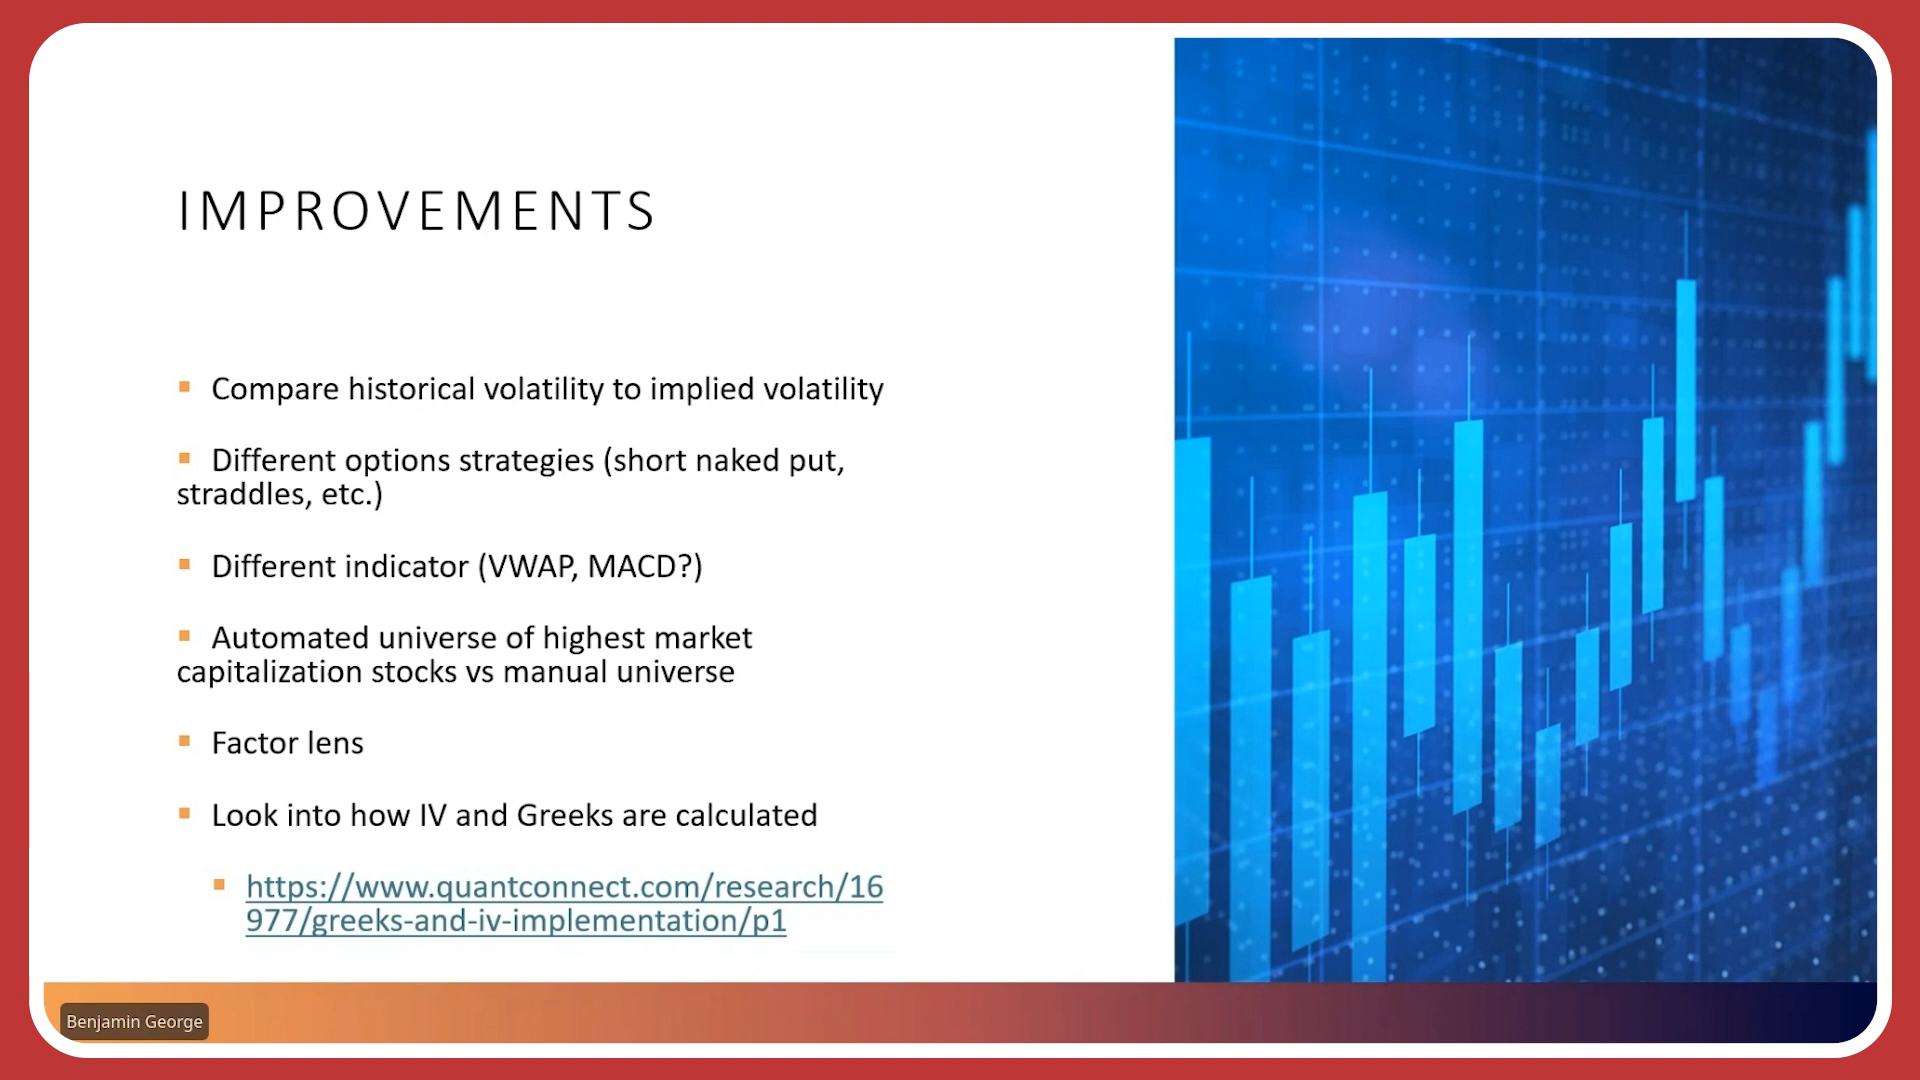 IMPROVEMENTS
▪ Compare historical volatility to implied volatility
▪ Different options strategies (short naked put,
straddles, etc.)
▪ Different indicator (VWAP, MACD?)
▪ Automated universe of highest market
capitalization stocks vs manual universe
▪ Factor lens
▪ Look into how IV and Greeks are calculated
▪ https://www.quantconnect.com/research/16
977/greeks-and-iv-implementation/p1
Benjamin George